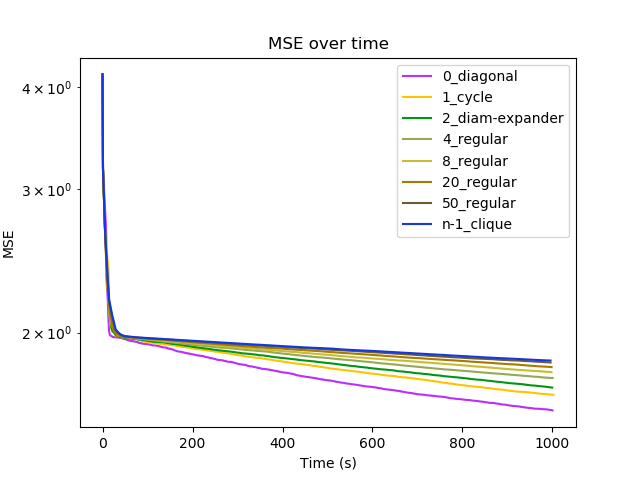 MSE over time
4 × 10⁰
3 × 10⁰
2 × 10⁰
MSE
0_diagonal
1_cycle
2_diam-expander
4_regular
8_regular
20_regular
50_regular
n-1_clique
0 200 400 600 800 1000
Time (s)